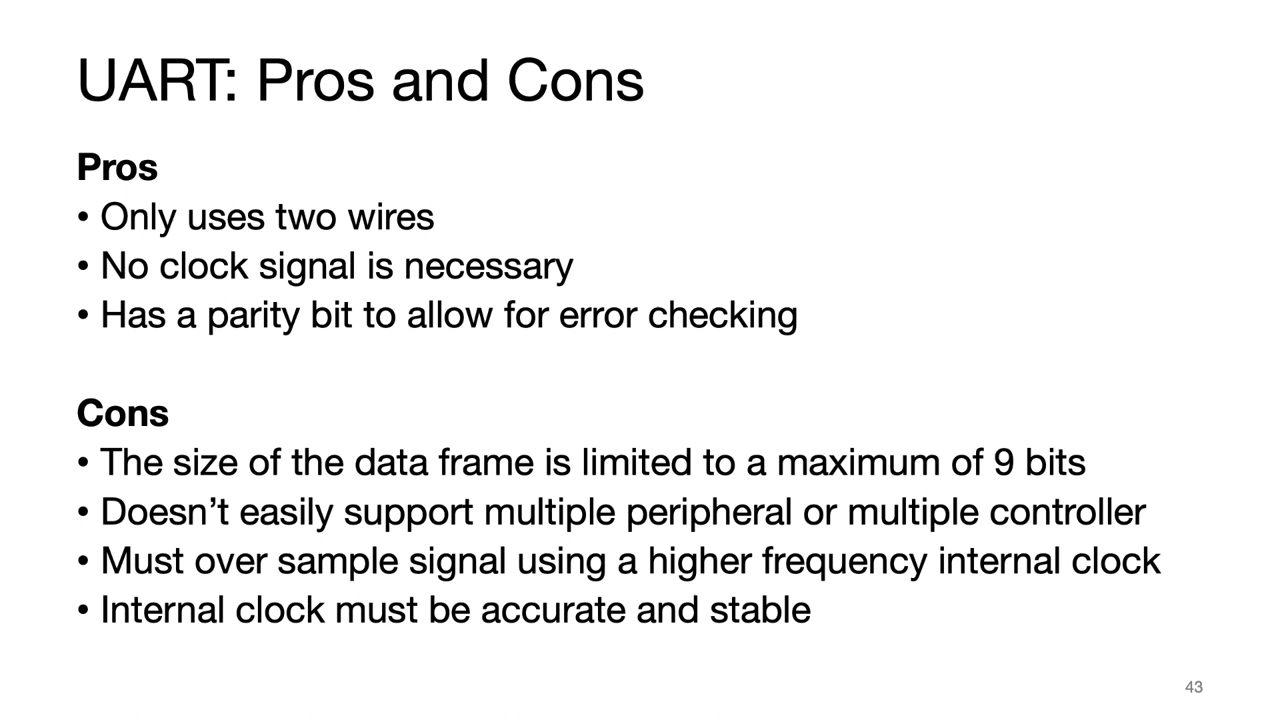 UART: Pros and Cons
Pros
• Only uses two wires
• No clock signal is necessary
• Has a parity bit to allow for error checking
Cons
• The size of the data frame is limited to a maximum of 9 bits
• Doesn’t easily support multiple peripheral or multiple controller
• Must over sample signal using a higher frequency internal clock
• Internal clock must be accurate and stable
43